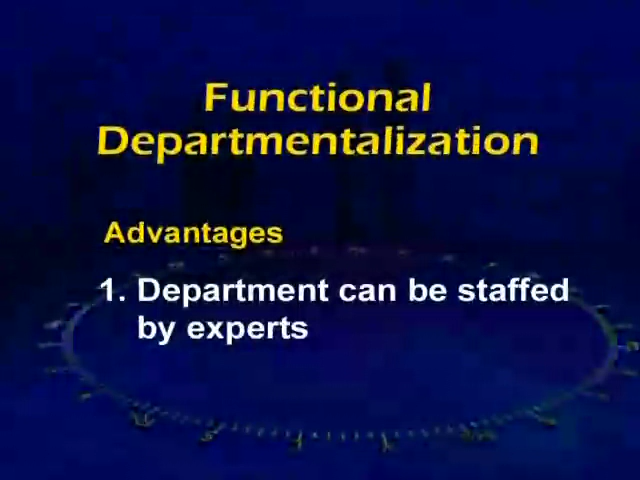 Functional
Departmentalization
Advantages
1. Department can be staffed
by experts